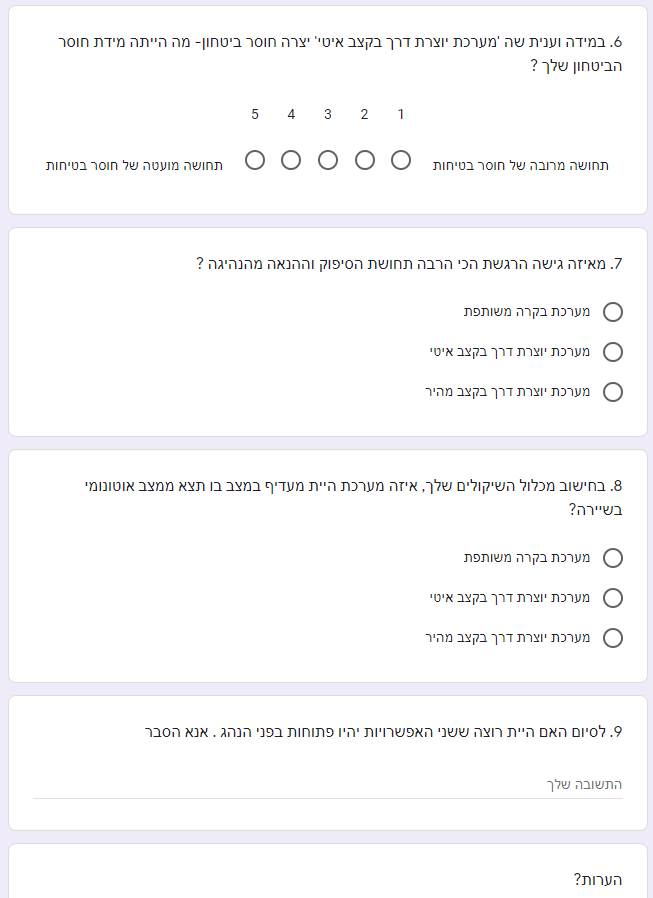 6. במידה וענית שה 'מערכת יוצרת דרך בקצב איטי' יצרה חוסר ביטחון- מה הייתה מידת חוסר
הביטחון שלך ?
1 2 3 4 5
תחושה מרובה של חוסר בטיחות תחושה מועטה של חוסר בטיחות
7. מאיזה גישה הרגשת הכי הרבה תחושת הסיפוק וההנאה מהנהיגה ?
מערכת בקרה משותפת
מערכת יוצרת דרך בקצב איטי
מערכת יוצרת דרך בקצב מהיר
8. בחישוב מכלול השיקולים שלך, איזה מערכת היית מעדיף במצב בו תצא ממצב אוטונומי
בשיירה?
מערכת בקרה משותפת
מערכת יוצרת דרך בקצב איטי
מערכת יוצרת דרך בקצב מהיר
9. לסיום האם היית רוצה ששני האפשרויות יהיו פתוחות בפני הנהג . אנא הסבר
התשובה שלך
הערות?